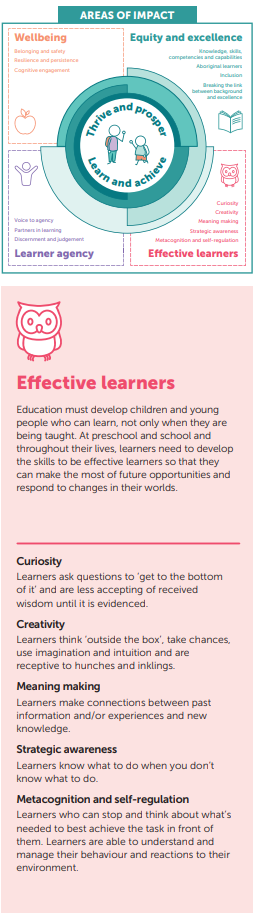 AREAS OF IMPACT
Wellbeing
Belonging and safety
Resilience and persistence
Cognitive engagement
Equity and excellence
Knowledge, skills,
competencies and capabilities
Aboriginal learners
Inclusion
Breaking the link
between background
and excellence
Thrive and prosper
Learn and achieve
Voice to agency
Partners in learning
Discernment and judgement
Learner agency
Curiosity
Creativity
Meaning making
Strategic awareness
Metacognition and self-regulation
Effective learners
Effective learners
Education must develop children and young
people who can learn, not only when they are
being taught. At preschool and school and
throughout their lives, learners need to develop
the skills to be effective learners so that they
can make the most of future opportunities and
respond to changes in their worlds.
Curiosity
Learners ask questions to ‘get to the bottom
of it’ and are less accepting of received
wisdom until it is evidenced.
Creativity
Learners think ‘outside the box’, take chances,
use imagination and intuition and are
receptive to hunches and inklings.
Meaning making
Learners make connections between past
information and/or experiences and new
knowledge.
Strategic awareness
Learners know what to do when you don’t
know what to do.
Metacognition and self-regulation
Learners who can stop and think about what’s
needed to best achieve the task in front of
them. Learners are able to understand and
manage their behaviour and reactions to their
environment.